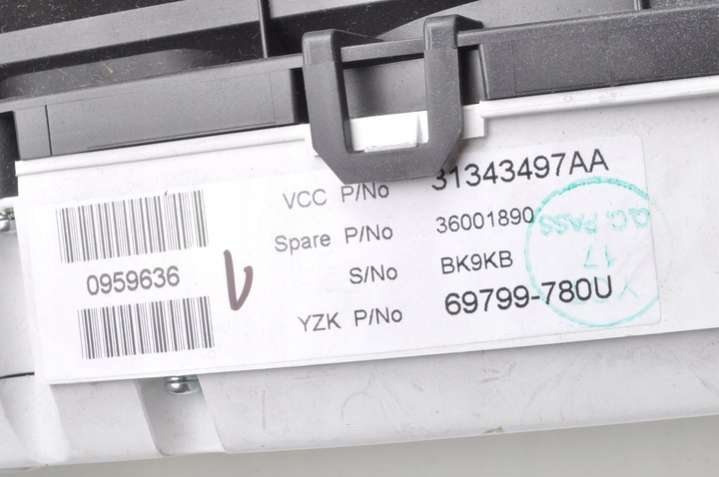 VCC P/No 31343497AA
Spare P/No 36001890
S/No BK9KB
YZK P/No 69799-780U
0959636
Q.C. PASS
17